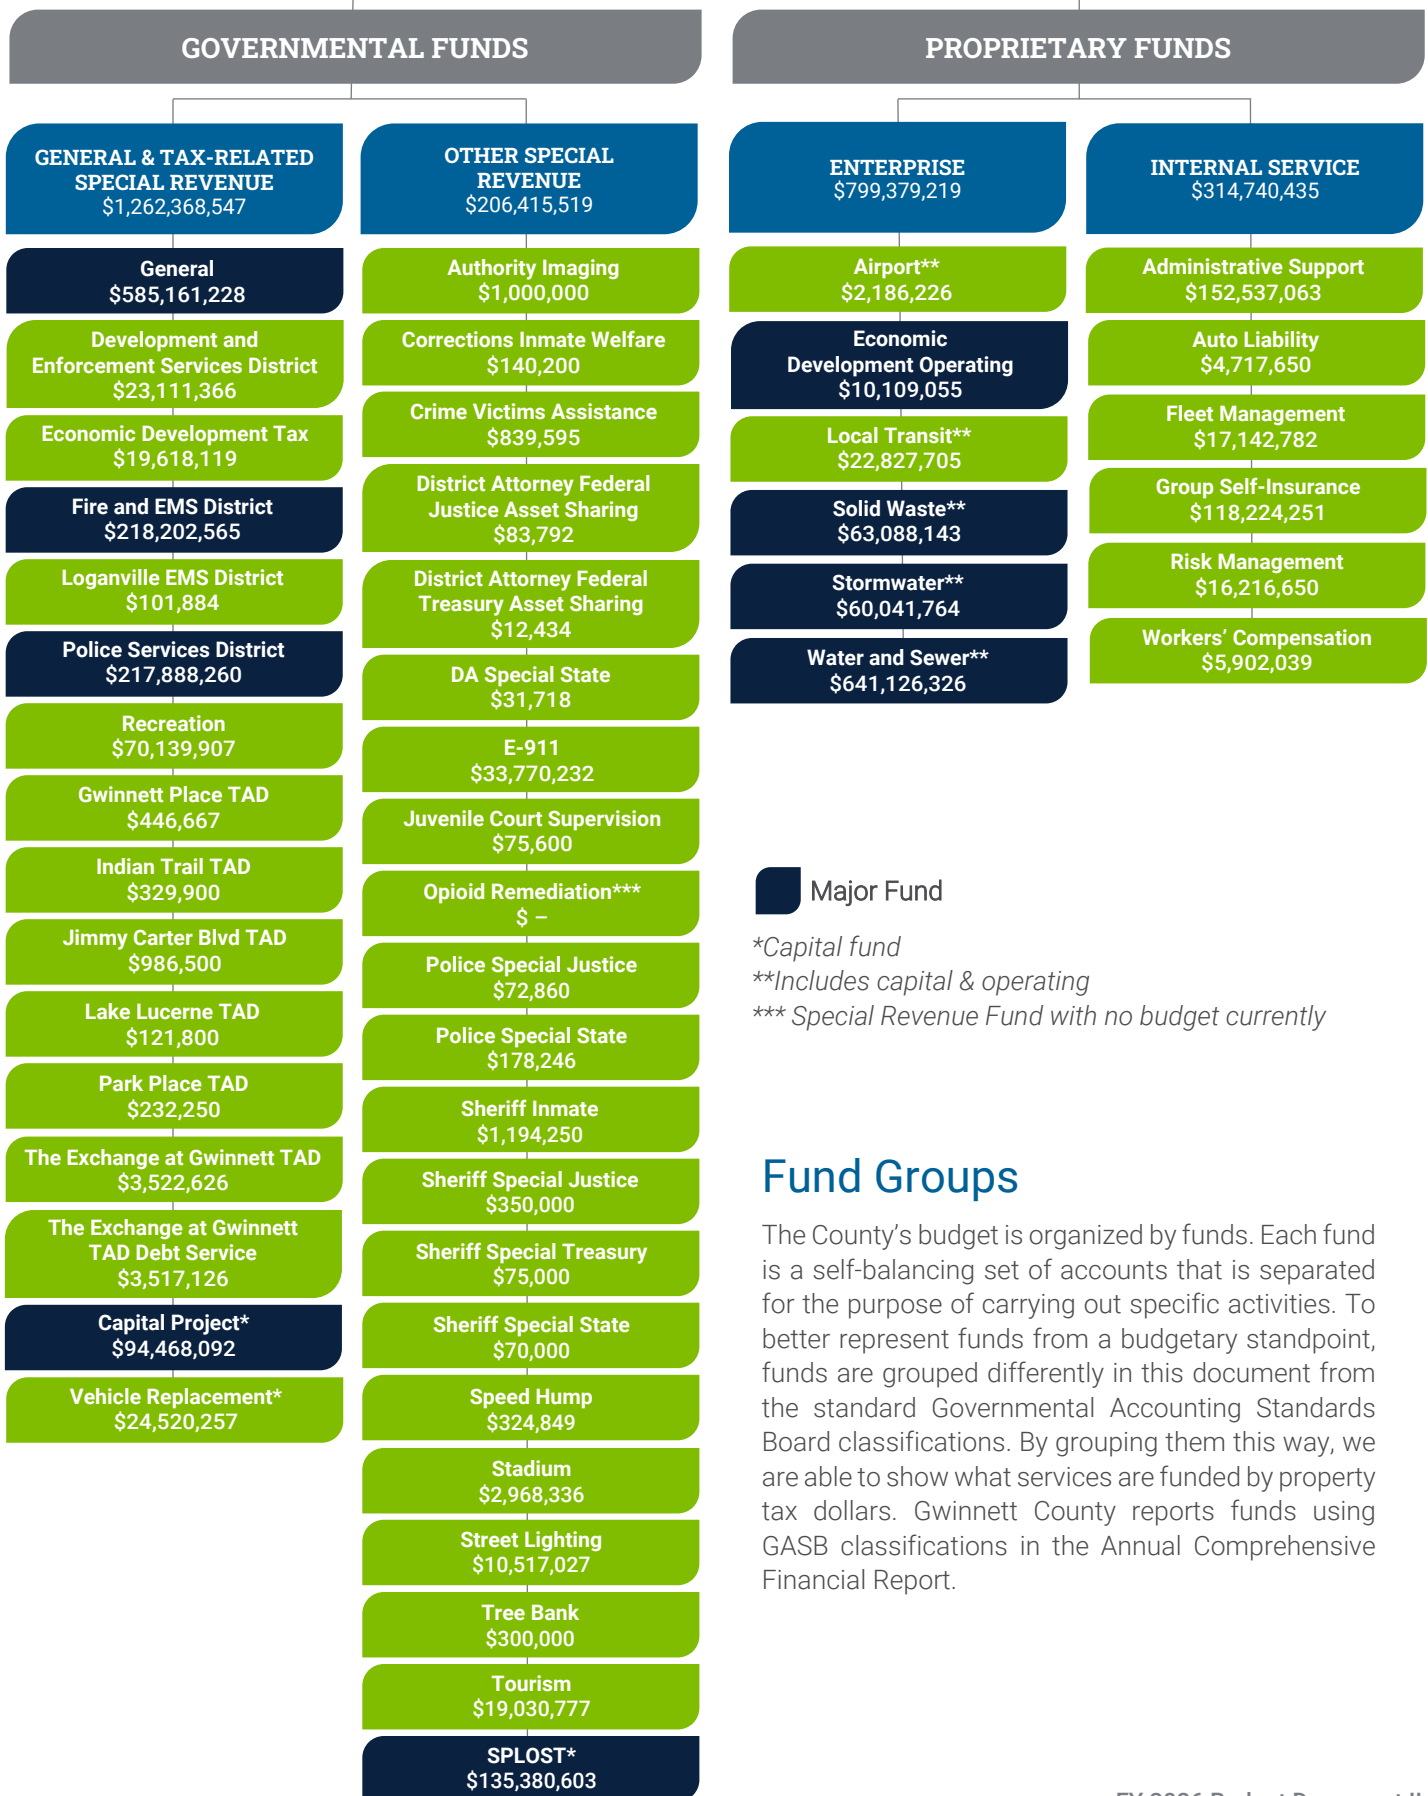 GOVERNMENTAL FUNDS
GENERAL & TAX-RELATED
SPECIAL REVENUE
$1,262,368,547
General
$585,161,228
Development and
Enforcement Services District
$23,111,366
Economic Development Tax
$19,618,119
Fire and EMS District
$218,202,565
Loganville EMS District
$101,884
Police Services District
$217,888,260
Recreation
$70,139,907
Gwinnett Place TAD
$446,667
Indian Trail TAD
$329,900
Jimmy Carter Blvd TAD
$986,500
Lake Lucerne TAD
$121,800
Park Place TAD
$232,250
The Exchange at Gwinnett TAD
$3,522,626
The Exchange at Gwinnett
TAD Debt Service
$3,517,126
Capital Project*
$94,468,092
Vehicle Replacement*
$24,520,257
OTHER SPECIAL
REVENUE
$206,415,519
Authority Imaging
$1,000,000
Corrections Inmate Welfare
$140,200
Crime Victims Assistance
$839,595
District Attorney Federal
Justice Asset Sharing
$83,792
District Attorney Federal
Treasury Asset Sharing
$12,434
DA Special State
$31,718
E-911
$33,770,232
Juvenile Court Supervision
$75,600
Opioid Remediation***
$ –
Police Special Justice
$72,860
Police Special State
$178,246
Sheriff Inmate
$1,194,250
Sheriff Special Justice
$350,000
Sheriff Special Treasury
$75,000
Sheriff Special State
$70,000
Speed Hump
$324,849
Stadium
$2,968,336
Street Lighting
$10,517,027
Tree Bank
$300,000
Tourism
$19,030,777
SPLOST*
$135,380,603
PROPRIETARY FUNDS
ENTERPRISE
$799,379,219
Airport**
$2,186,226
Economic
Development Operating
$10,109,055
Local Transit**
$22,827,705
Solid Waste**
$63,088,143
Stormwater**
$60,041,764
Water and Sewer**
$641,126,326
INTERNAL SERVICE
$314,740,435
Administrative Support
$152,537,063
Auto Liability
$4,717,650
Fleet Management
$17,142,782
Group Self-Insurance
$118,224,251
Risk Management
$16,216,650
Workers’ Compensation
$5,902,039
Major Fund
*Capital fund
**Includes capital & operating
*** Special Revenue Fund with no budget currently
Fund Groups
The County’s budget is organized by funds. Each fund
is a self-balancing set of accounts that is separated
for the purpose of carrying out specific activities. To
better represent funds from a budgetary standpoint,
funds are grouped differently in this document from
the standard Governmental Accounting Standards
Board classifications. By grouping them this way, we
are able to show what services are funded by property
tax dollars. Gwinnett County reports funds using
GASB classifications in the Annual Comprehensive
Financial Report.